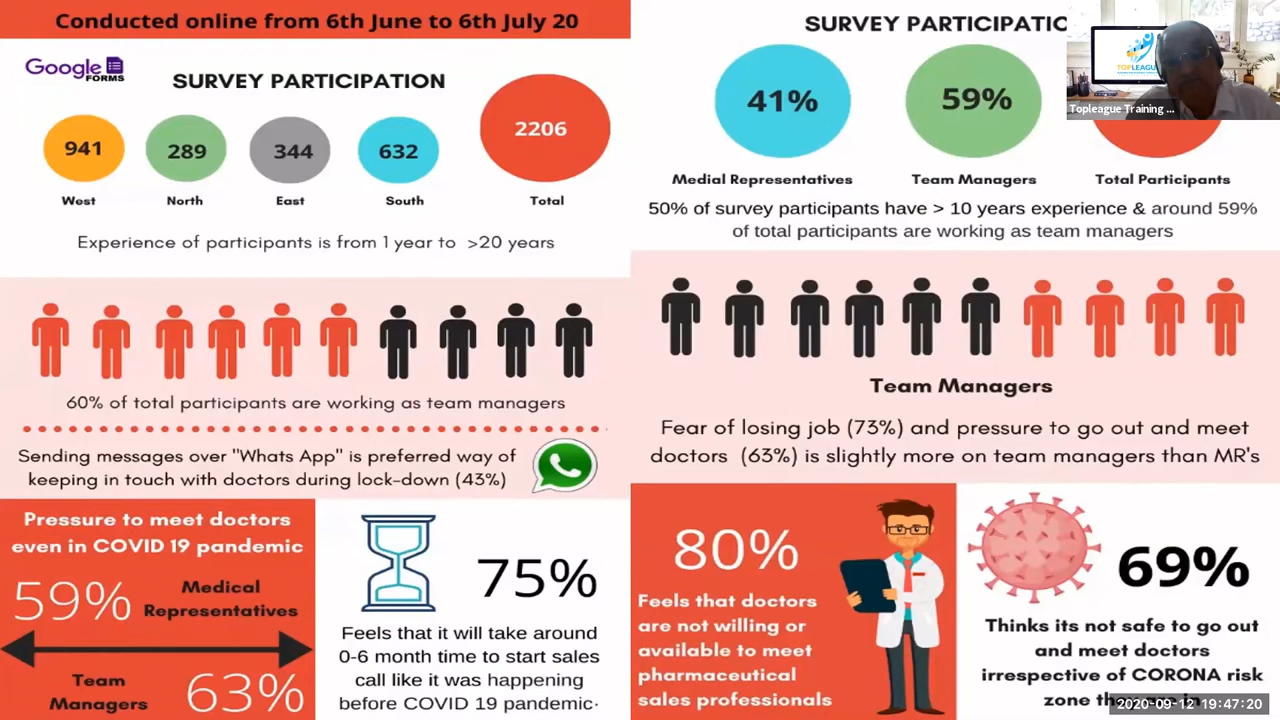 Conducted online from 6th June to 6th July 20
Google
FORMS
SURVEY PARTICIPATION
941
289
344
632
2206
West
North
East
South
Total
Experience of participants is from 1 year to >20 years
60% of total participants are working as team managers
Sending messages over "Whats App" is preferred way of
keeping in touch with doctors during lock-down (43%)
Pressure to meet doctors
even in COVID 19 pandemic
59%
Medical
Representatives
Team
Managers
63%
75%
Feels that it will take around
0-6 month time to start sales
call like it was happening
before COVID 19 pandemic·
SURVEY PARTICIPATIO
41%
59%
TOPLEAGU
Topleague Training ...
Medial Representatives
Team Managers
Total Participants
50% of survey participants have > 10 years experience & around 59%
of total participants are working as team managers
Team Managers
Fear of losing job (73%) and pressure to go out and meet
doctors (63%) is slightly more on team managers than MR's
80%
Feels that doctors
are not willing or
available to meet
pharmaceutical
sales professionals
69%
Thinks its not safe to go out
and meet doctors
irrespective of CORONA risk
zone they are in
2020-09-12 19:47:20